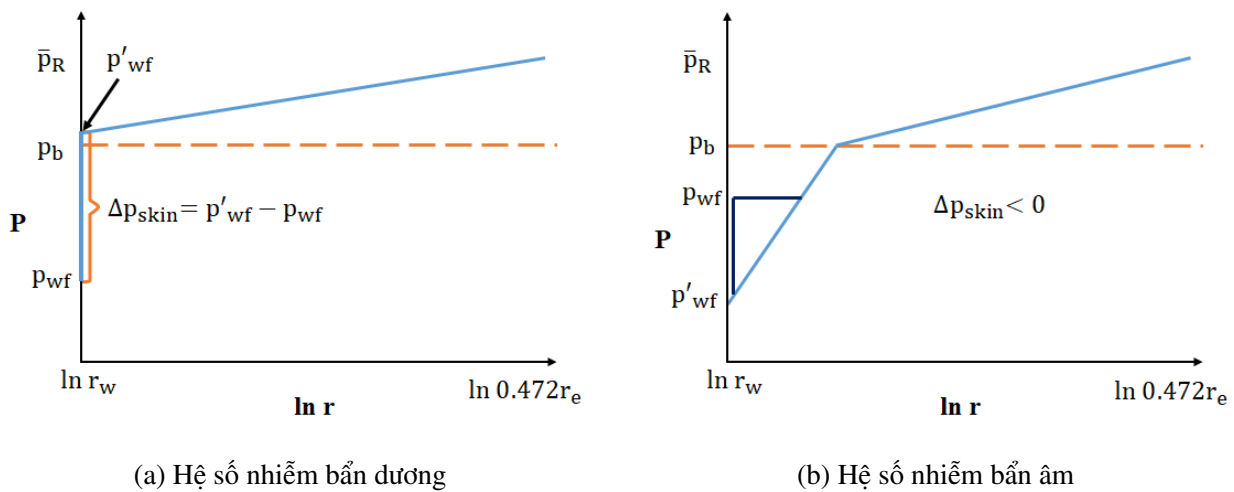 p̄R p′wf
pb
Δpskin= p′wf − pwf
P
pwf
ln rw
ln 0.472re
ln r
(a) Hệ số nhiễm bẩn dương
p̄R
pb
pwf
Δpskin< 0
P
p′wf
ln rw
ln 0.472re
ln r
(b) Hệ số nhiễm bẩn âm